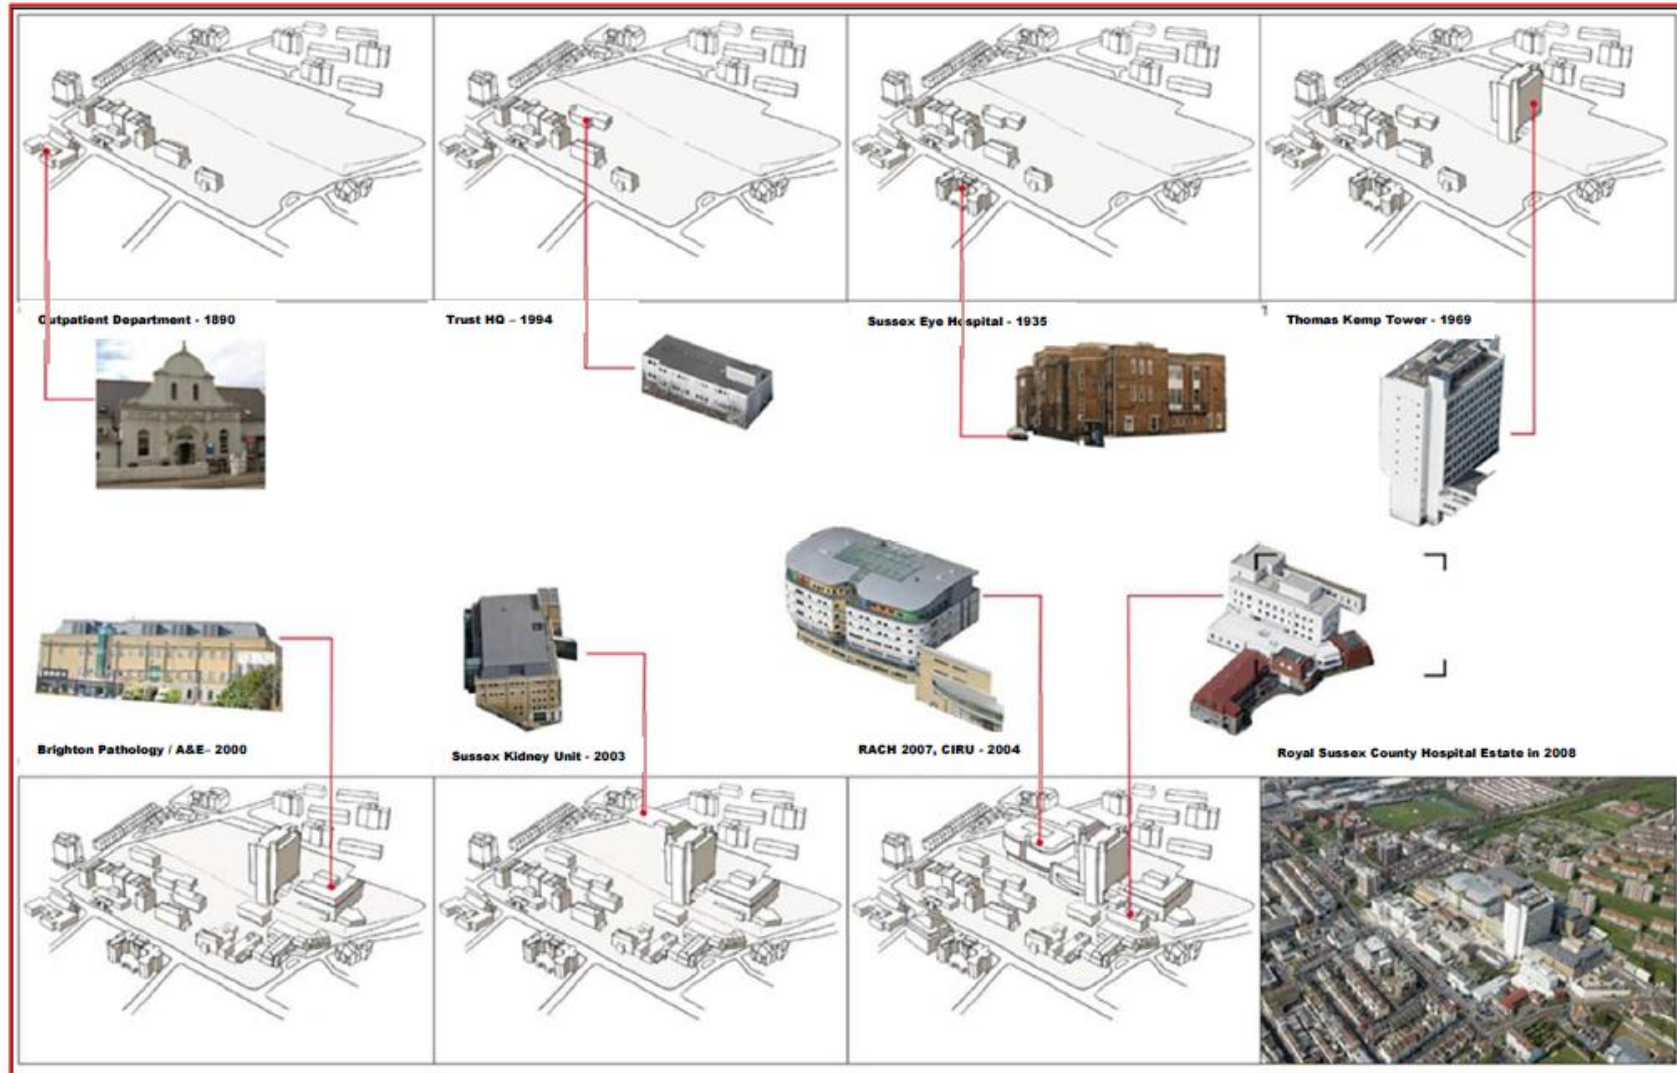 Outpatient Department - 1890
Trust HQ – 1994
Sussex Eye Hospital - 1935
Thomas Kemp Tower - 1969
Brighton Pathology / A&E– 2000
Sussex Kidney Unit - 2003
RACH 2007, CIRU - 2004
Royal Sussex County Hospital Estate in 2008